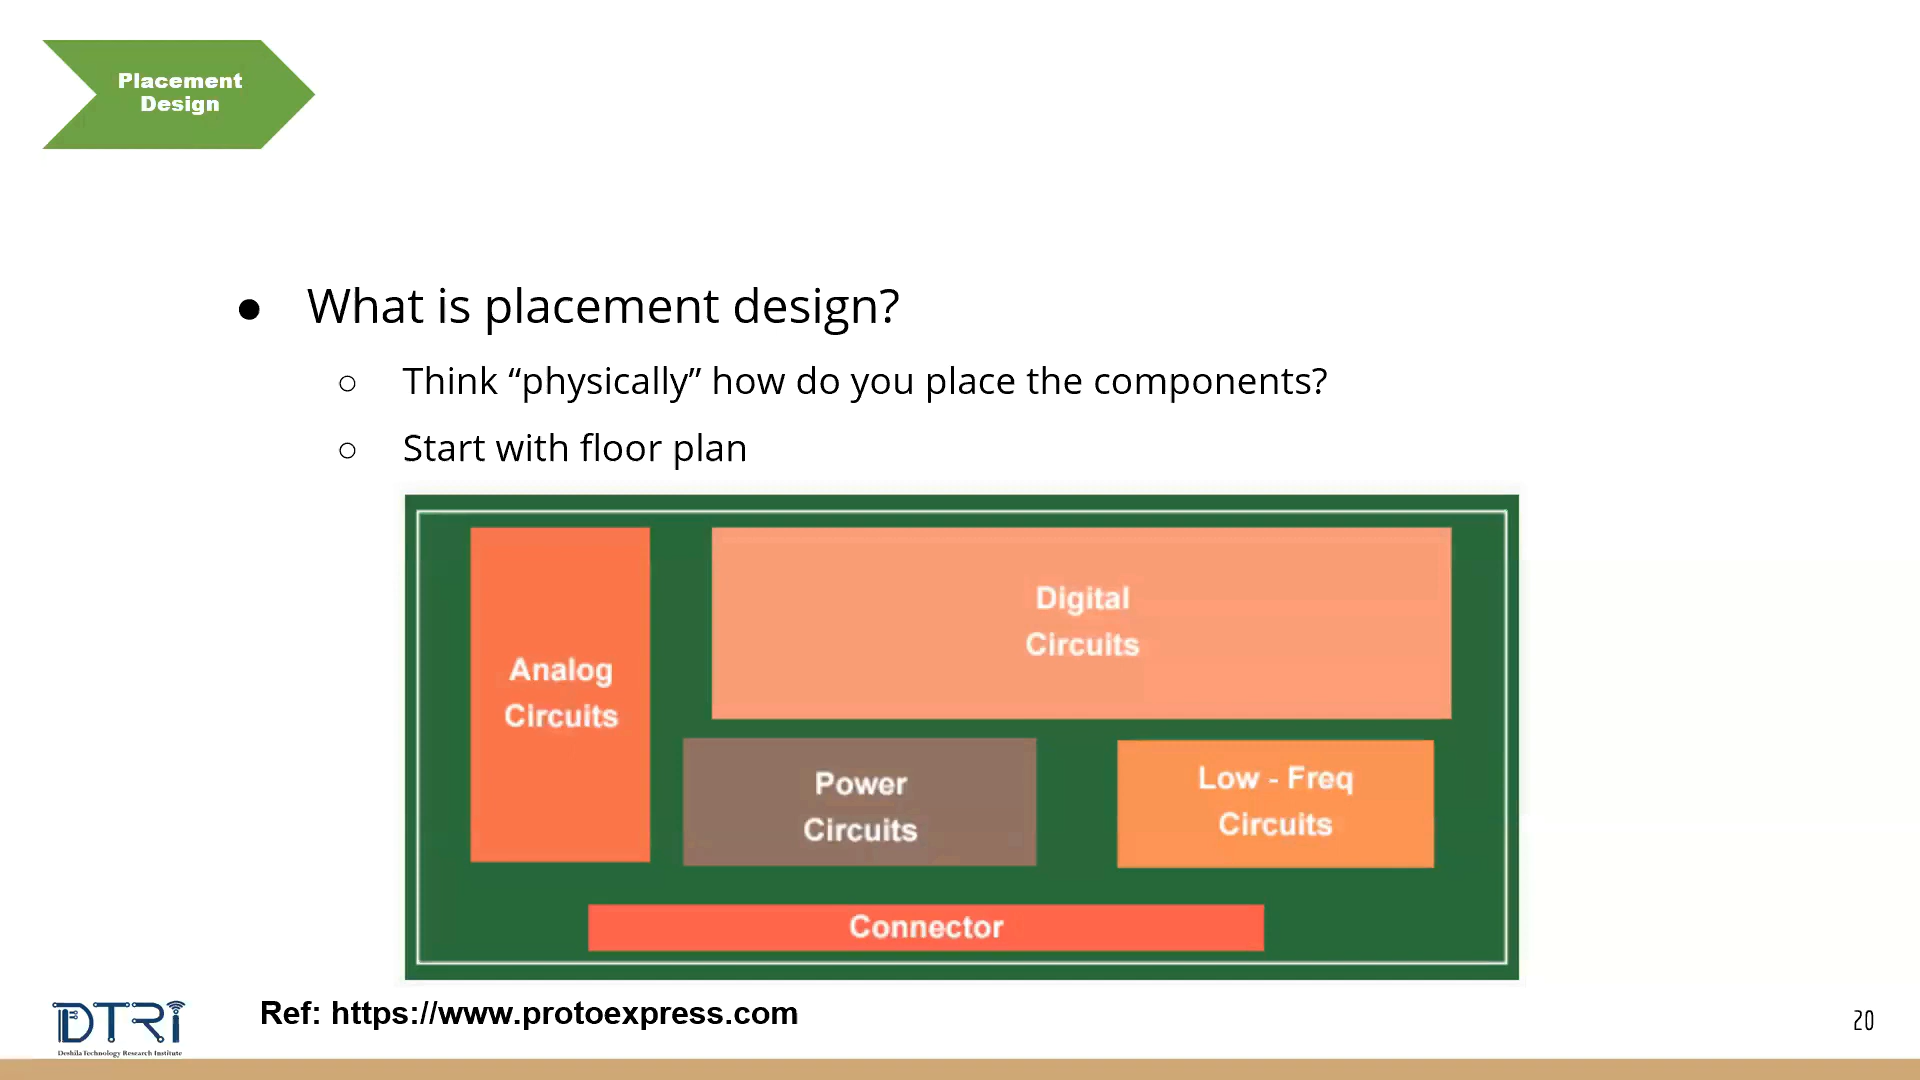 Placement
Design
● What is placement design?
○ Think “physically” how do you place the components?
○ Start with floor plan
Analog
Circuits
Digital
Circuits
Power
Circuits
Low - Freq
Circuits
Connector
DTRi
Deshila Technology Research Institute
Ref: https://www.protoexpress.com
20